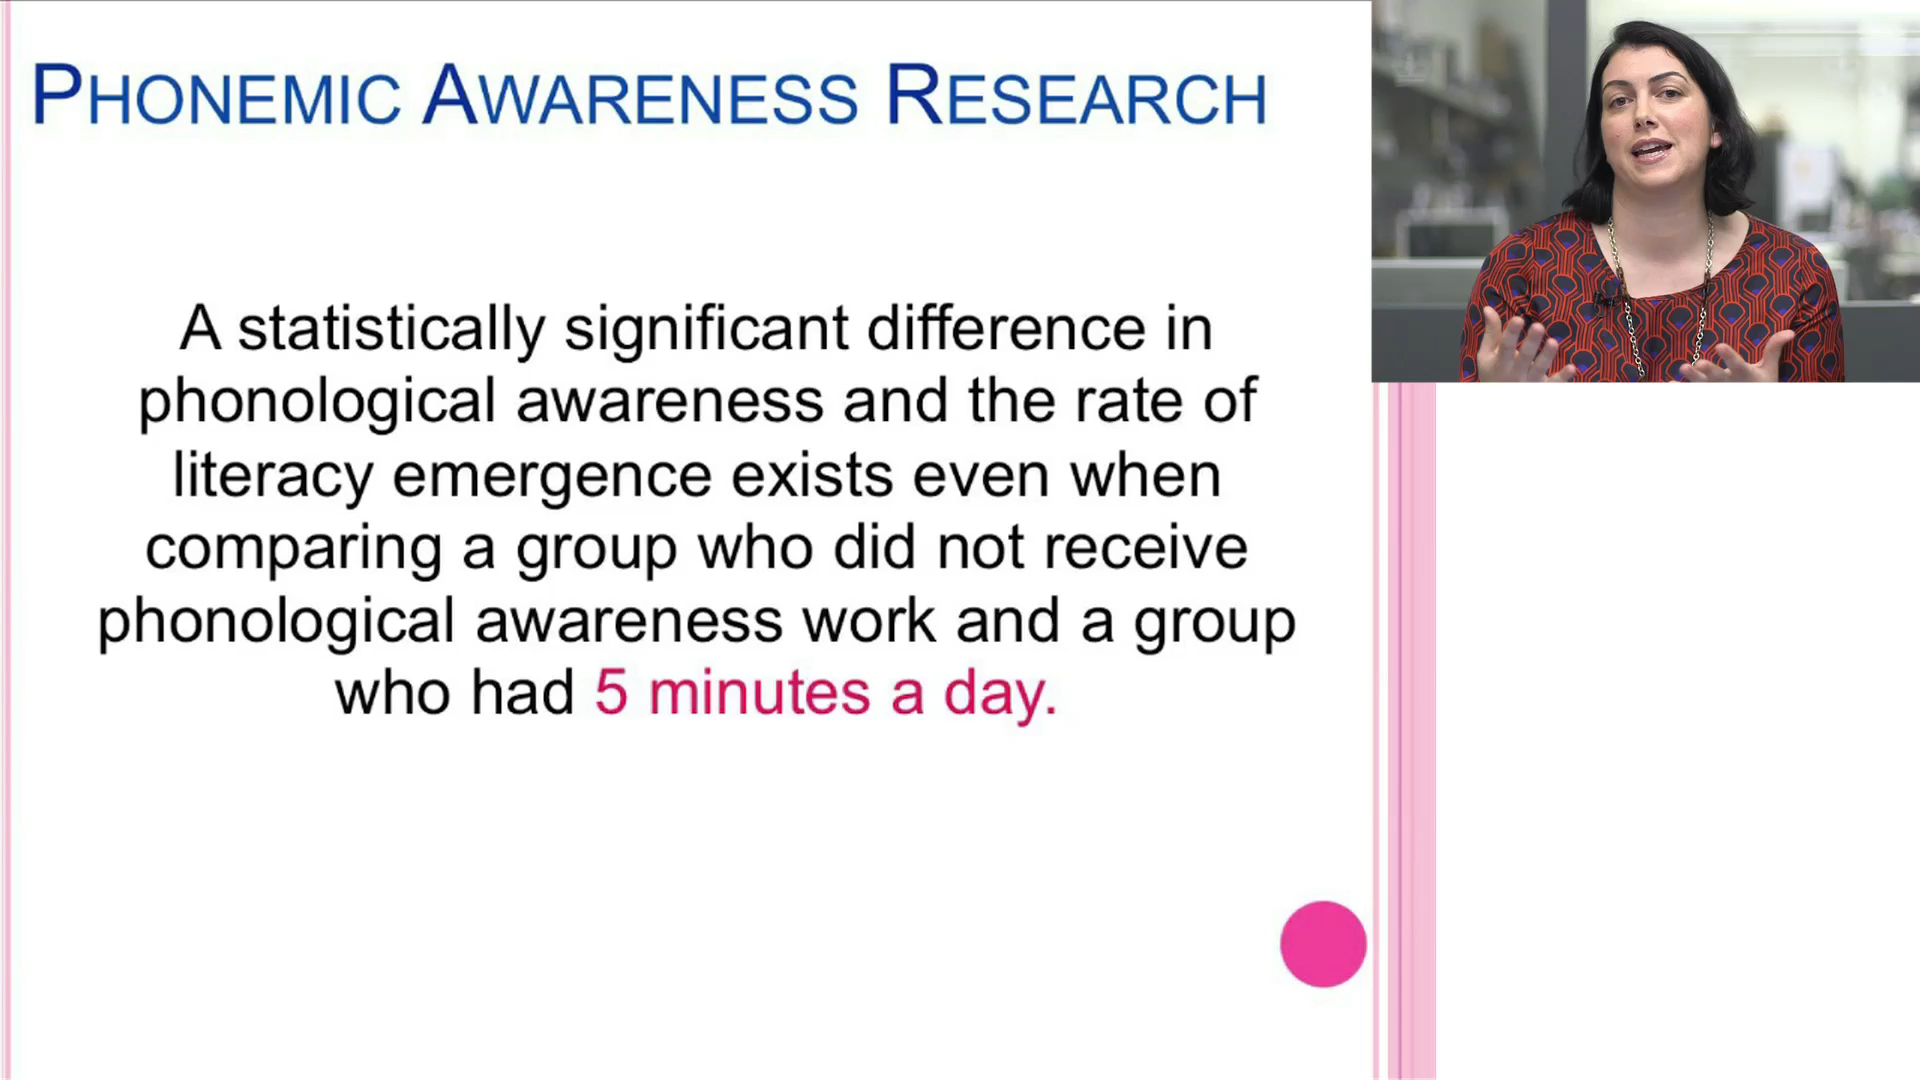 PHONEMIC AWARENESS RESEARCH
A statistically significant difference in
phonological awareness and the rate of
literacy emergence exists even when
comparing a group who did not receive
phonological awareness work and a group
who had 5 minutes a day.